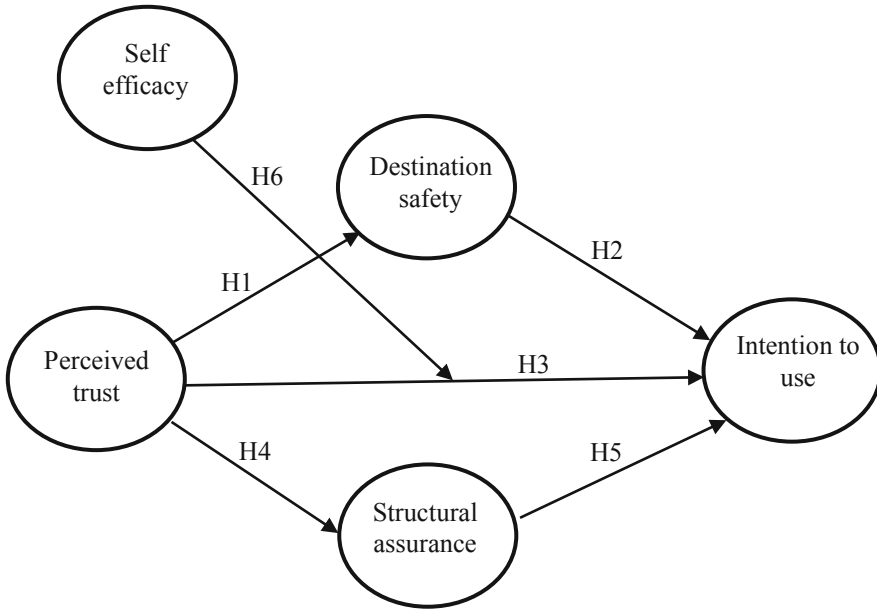 Self
efficacy
H6
Destination
safety
H2
H1
Perceived
trust
H3
Intention to
use
H4
H5
Structural
assurance